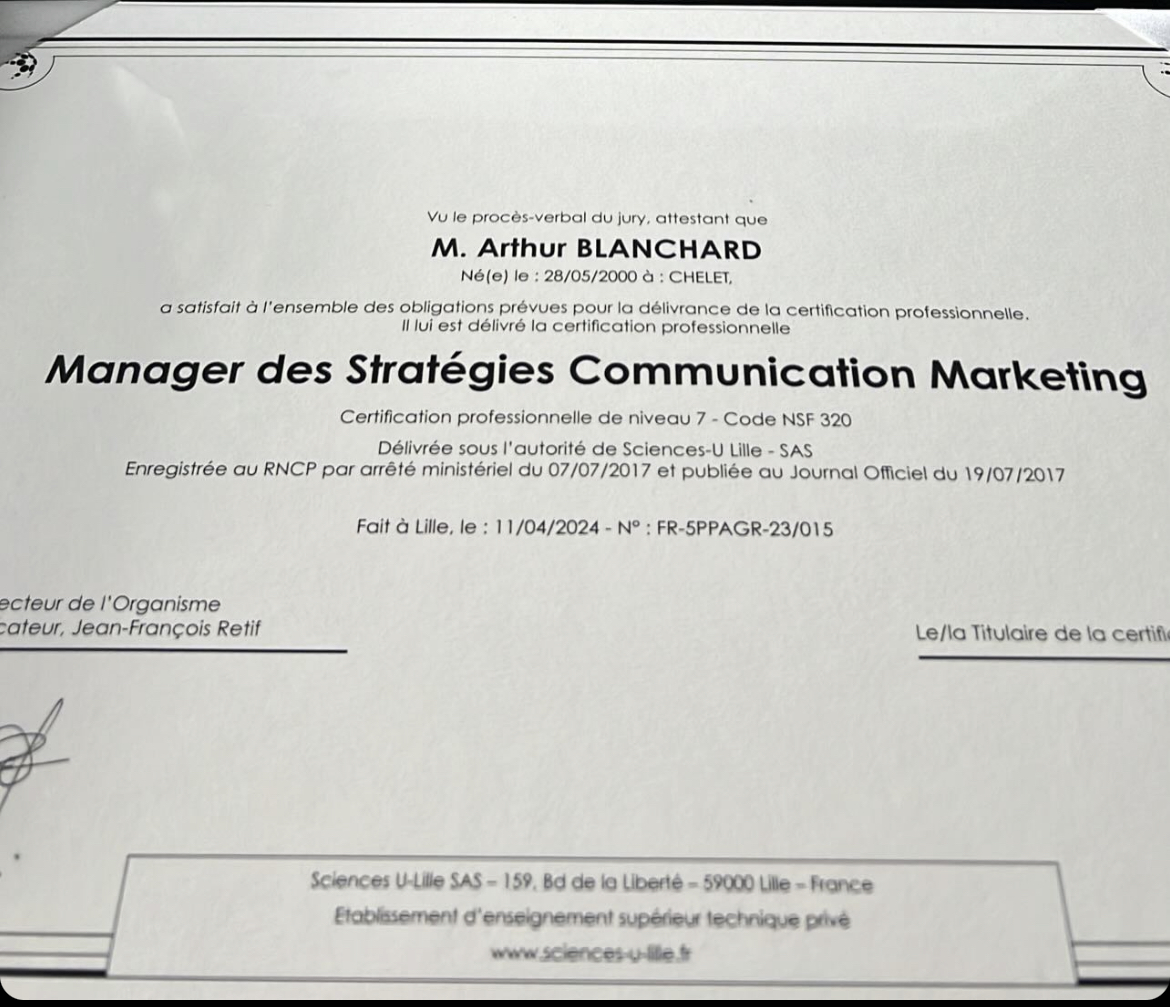 Vu le procès-verbal du jury, attestant que
M. Arthur BLANCHARD
Né(e) le : 28/05/2000 à : CHELET,
a satisfait à l'ensemble des obligations prévues pour la délivrance de la certification professionnelle.
Il lui est délivré la certification professionnelle
Manager des Stratégies Communication Marketing
Certification professionnelle de niveau 7 - Code NSF 320
Délivrée sous l'autorité de Sciences-U Lille - SAS
Enregistrée au RNCP par arrêté ministériel du 07/07/2017 et publiée au Journal Officiel du 19/07/2017
Fait à Lille, le : 11/04/2024 - N° : FR-5PPAGR-23/015
ecteur de l'Organisme
cateur, Jean-François Retif
Le/la Titulaire de la certific
Sciences U-Lille SAS – 159, Bd de la Liberté – 59000 Lille – France
Etablissement d'enseignement supérieur technique privé
www.sciences-u-lille.fr